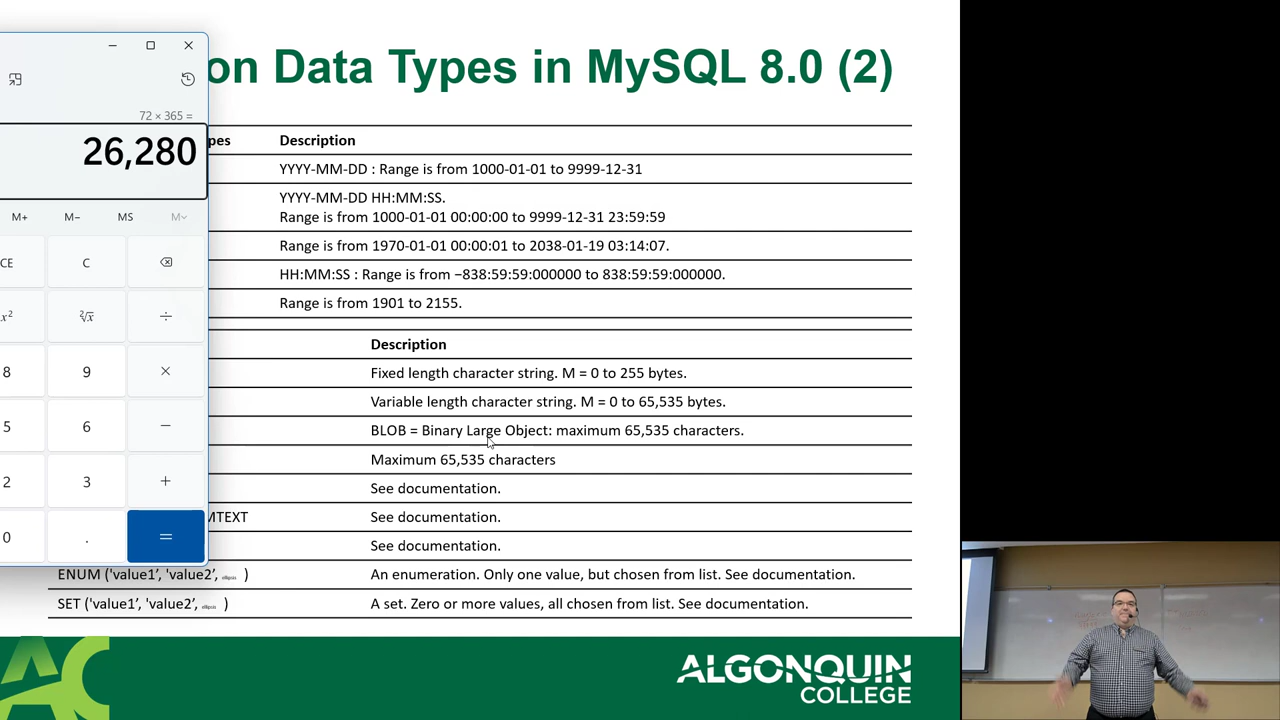 on Data Types in MySQL 8.0 (2)
72 × 365 =
26,280
M+ M− MS M
CE C
x² ²√x ÷
8 9 ×
5 6 −
2 3 +
0 . =
pes Description
YYYY-MM-DD : Range is from 1000-01-01 to 9999-12-31
YYYY-MM-DD HH:MM:SS.
Range is from 1000-01-01 00:00:00 to 9999-12-31 23:59:59
Range is from 1970-01-01 00:00:01 to 2038-01-19 03:14:07.
HH:MM:SS : Range is from −838:59:59:000000 to 838:59:59:000000.
Range is from 1901 to 2155.
Description
Fixed length character string. M = 0 to 255 bytes.
Variable length character string. M = 0 to 65,535 bytes.
BLOB = Binary Large Object: maximum 65,535 characters.
Maximum 65,535 characters
See documentation.
MTEXT See documentation.
See documentation.
ENUM ('value1’, 'value2’, ellipsis ) An enumeration. Only one value, but chosen from list. See documentation.
SET ('value1’, 'value2’, ellipsis ) A set. Zero or more values, all chosen from list. See documentation.
ALGONQUIN
COLLEGE